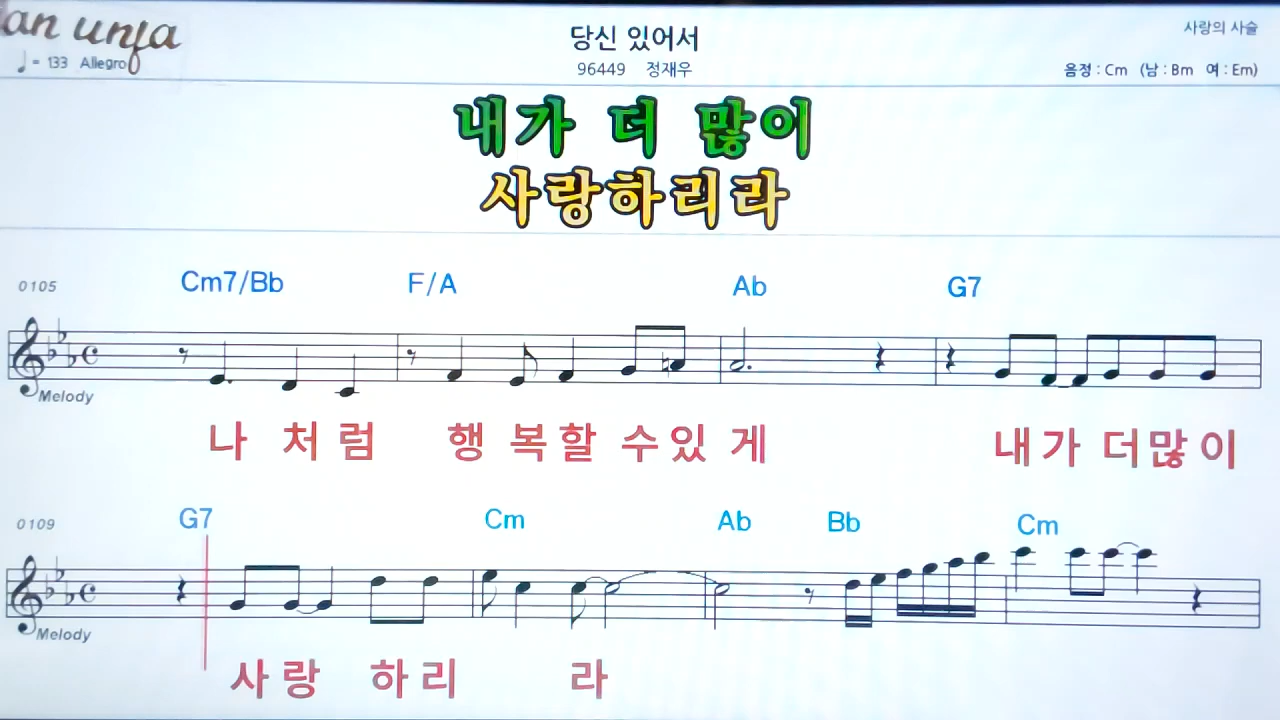 an unfa
당신 있어서
사랑의 사슬
♩= 133 Allegro
96449 정재우
음정 : Cm (남 : Bm 여 : Em)
내가 더 많이
사랑하리라
0105 Cm7/Bb F/A Ab G7
Melody
나 처 럼 행 복 할 수 있 게 내 가 더 많 이
0109 G7 Cm Ab Bb Cm
Melody
사 랑 하 리 라